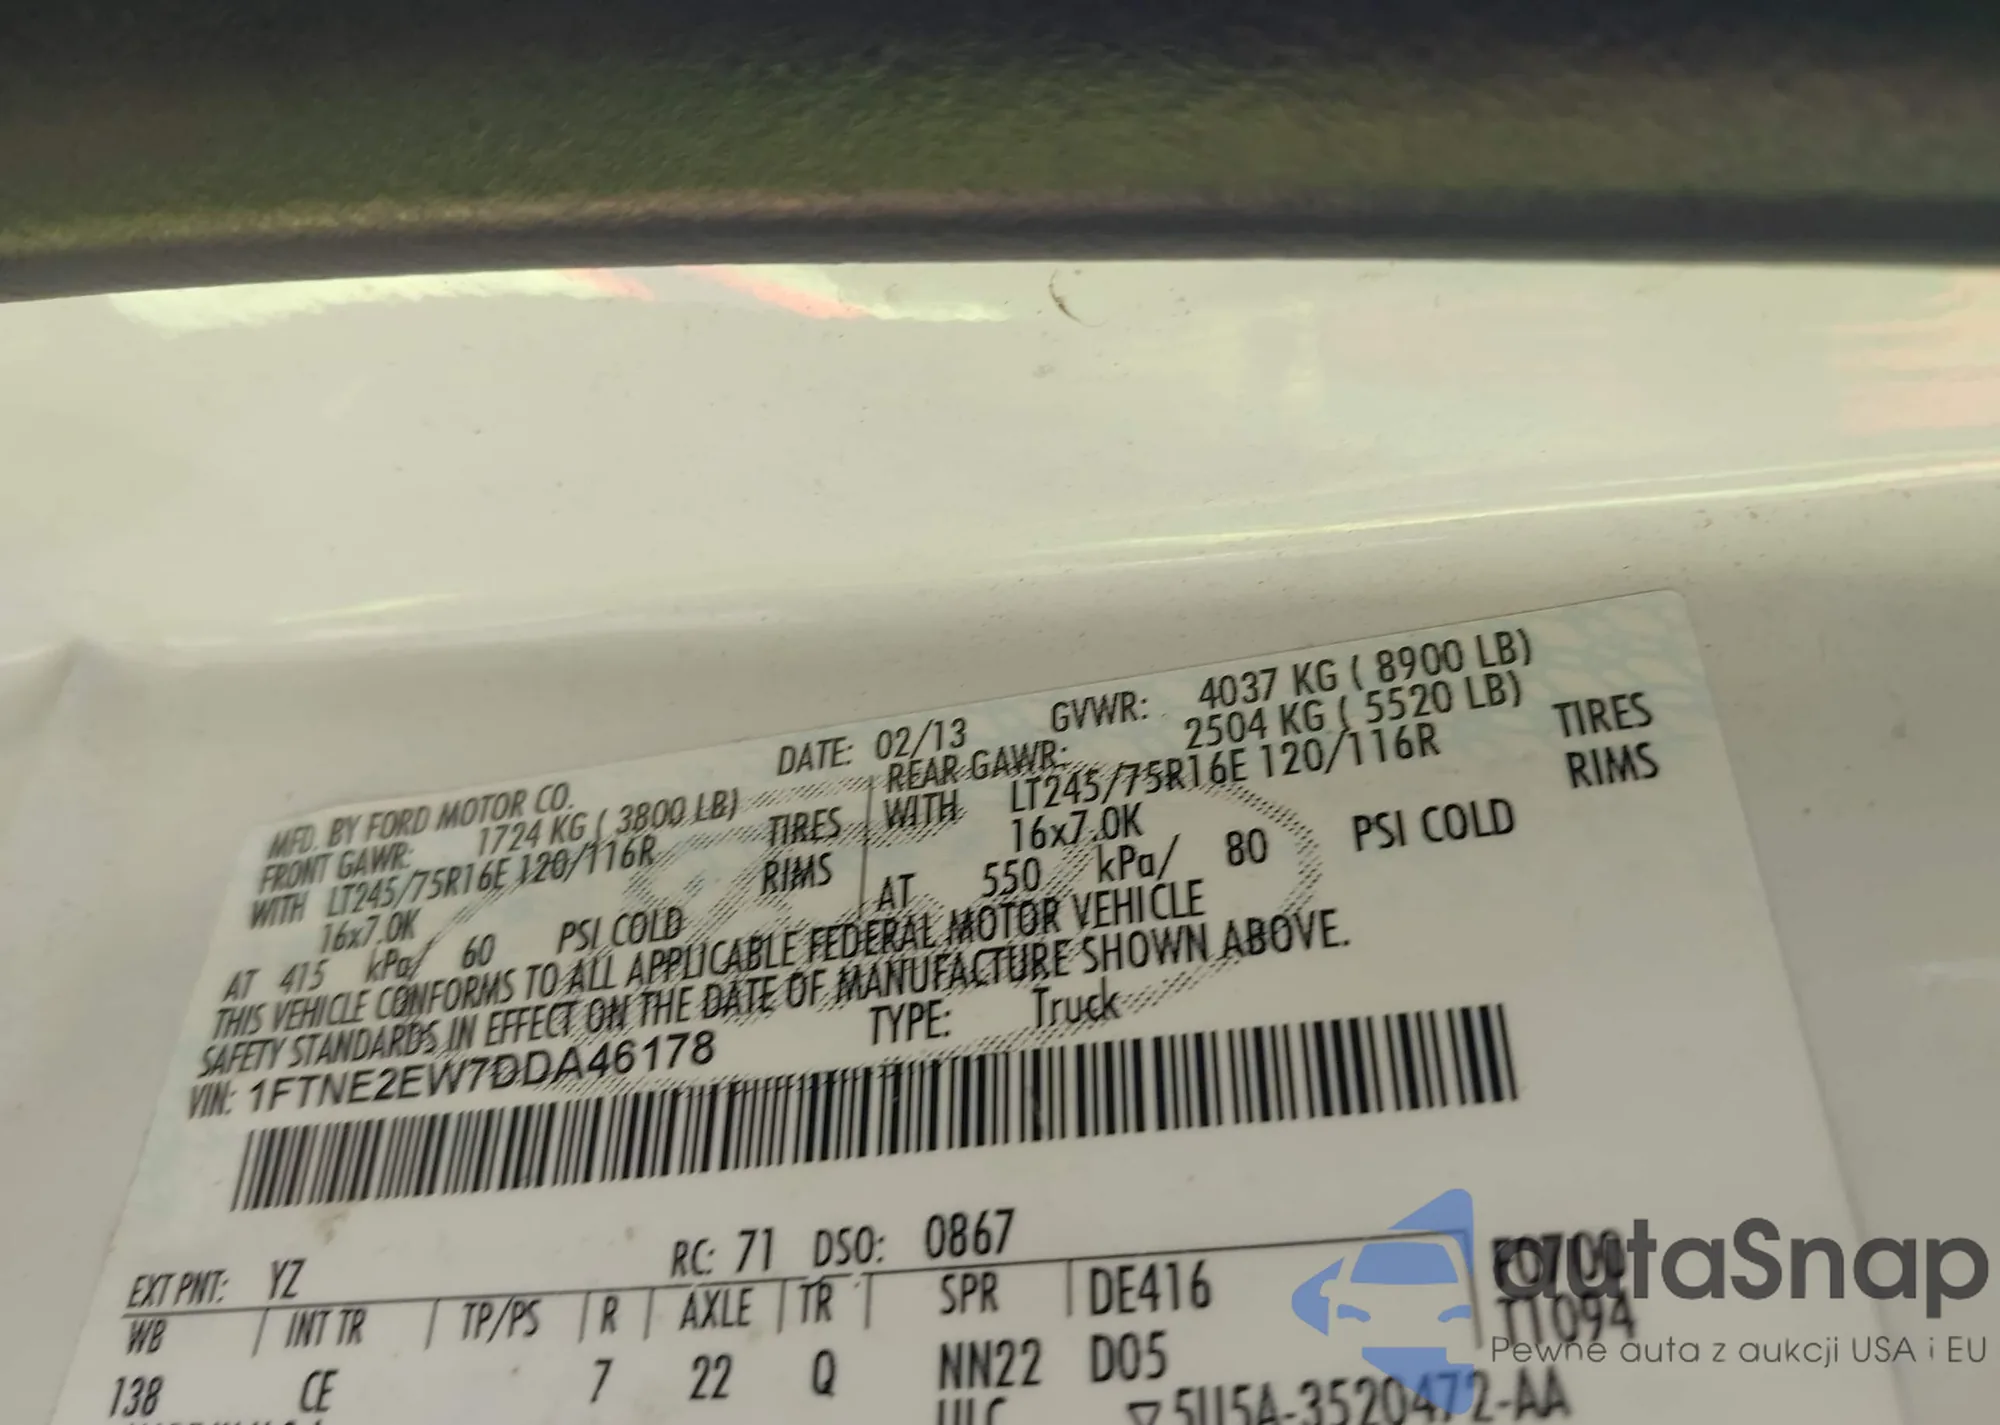 MFD. BY FORD MOTOR CO.
DATE: 02/13 GVWR: 4037 KG ( 8900 LB)
FRONT GAWR: 1724 KG ( 3800 LB) REAR GAWR: 2504 KG ( 5520 LB)
WITH LT245/75R16E 120/116R TIRES WITH LT245/75R16E 120/116R TIRES
16x7.0K RIMS 16x7.0K RIMS
AT 415 kPa/ 60 PSI COLD AT 550 kPa/ 80 PSI COLD
THIS VEHICLE CONFORMS TO ALL APPLICABLE FEDERAL MOTOR VEHICLE
SAFETY STANDARDS IN EFFECT ON THE DATE OF MANUFACTURE SHOWN ABOVE.
VIN: 1FTNE2EW7DDA46178 TYPE: Truck
EXT PNT: YZ RC: 71 DSO: 0867
WB INT TR TP/PS R AXLE TR SPR DE416
138 CE 7 22 Q NN22 D05
T1094
5U5A-3520472-AA
autaSnap
Pewne auta z aukcji USA i EU